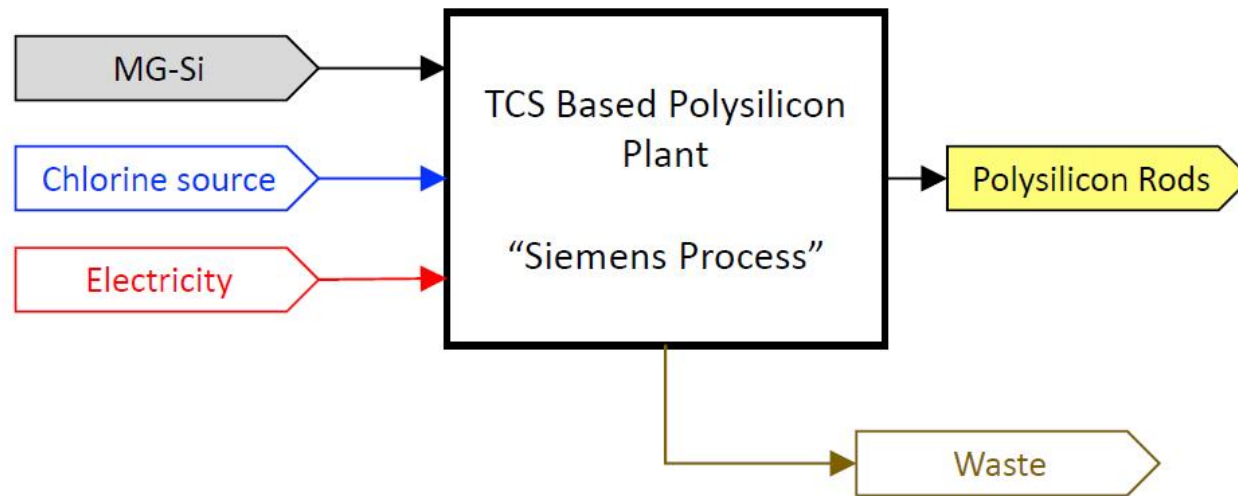 MG-Si
Chlorine source
Electricity
TCS Based Polysilicon
Plant
“Siemens Process”
Polysilicon Rods
Waste